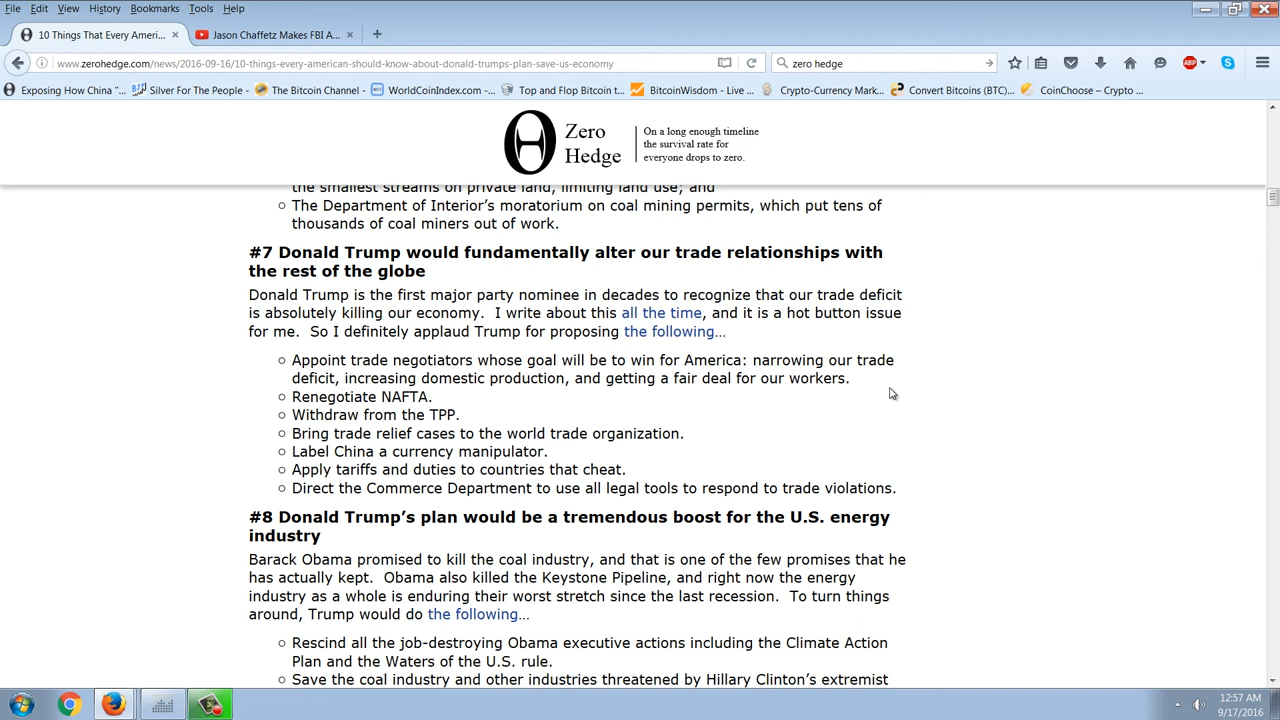 File Edit View History Bookmarks Tools Help
10 Things That Every Ameri... × Jason Chaffetz Makes FBI A... × +
www.zerohedge.com/news/2016-09-16/10-things-every-american-should-know-about-donald-trumps-plan-save-us-economy zero hedge
Exposing How China "... Silver For The People -... The Bitcoin Channel -... WorldCoinIndex.com -... Top and Flop Bitcoin t... BitcoinWisdom - Live ... Crypto-Currency Mark... Convert Bitcoins (BTC)... CoinChoose – Crypto ...
Zero
Hedge
On a long enough timeline
the survival rate for
everyone drops to zero.
the smallest streams on private land, limiting land use; and
The Department of Interior's moratorium on coal mining permits, which put tens of
thousands of coal miners out of work.
#7 Donald Trump would fundamentally alter our trade relationships with
the rest of the globe
Donald Trump is the first major party nominee in decades to recognize that our trade deficit
is absolutely killing our economy. I write about this all the time, and it is a hot button issue
for me. So I definitely applaud Trump for proposing the following…
Appoint trade negotiators whose goal will be to win for America: narrowing our trade
deficit, increasing domestic production, and getting a fair deal for our workers.
Renegotiate NAFTA.
Withdraw from the TPP.
Bring trade relief cases to the world trade organization.
Label China a currency manipulator.
Apply tariffs and duties to countries that cheat.
Direct the Commerce Department to use all legal tools to respond to trade violations.
#8 Donald Trump's plan would be a tremendous boost for the U.S. energy
industry
Barack Obama promised to kill the coal industry, and that is one of the few promises that he
has actually kept. Obama also killed the Keystone Pipeline, and right now the energy
industry as a whole is enduring their worst stretch since the last recession. To turn things
around, Trump would do the following…
Rescind all the job-destroying Obama executive actions including the Climate Action
Plan and the Waters of the U.S. rule.
Save the coal industry and other industries threatened by Hillary Clinton's extremist
12:57 AM
9/17/2016